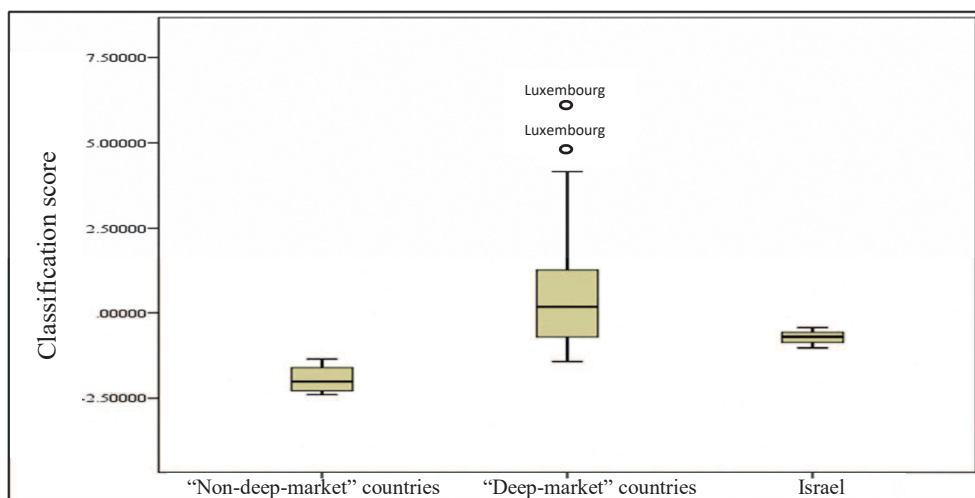 7.50000
Luxembourg
5.00000
Luxembourg
2.50000
.00000
-2.50000
Classification score
“Non-deep-market” countries
“Deep-market” countries
Israel